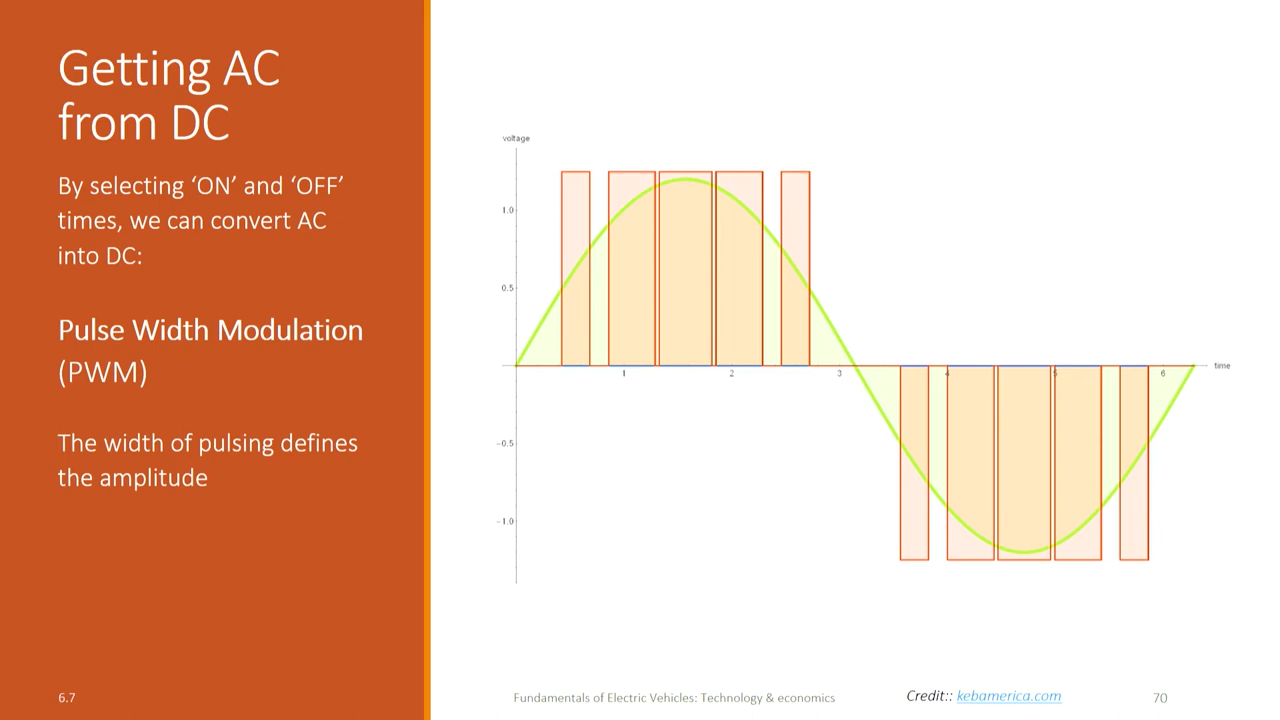 Getting AC
from DC
By selecting ‘ON’ and ‘OFF’
times, we can convert AC
into DC:
Pulse Width Modulation
(PWM)
The width of pulsing defines
the amplitude
voltage
1.0
0.5
−0.5
−1.0
1
2
3
4
5
6
time
6.7
Fundamentals of Electric Vehicles: Technology & economics
Credit:: kebamerica.com
70